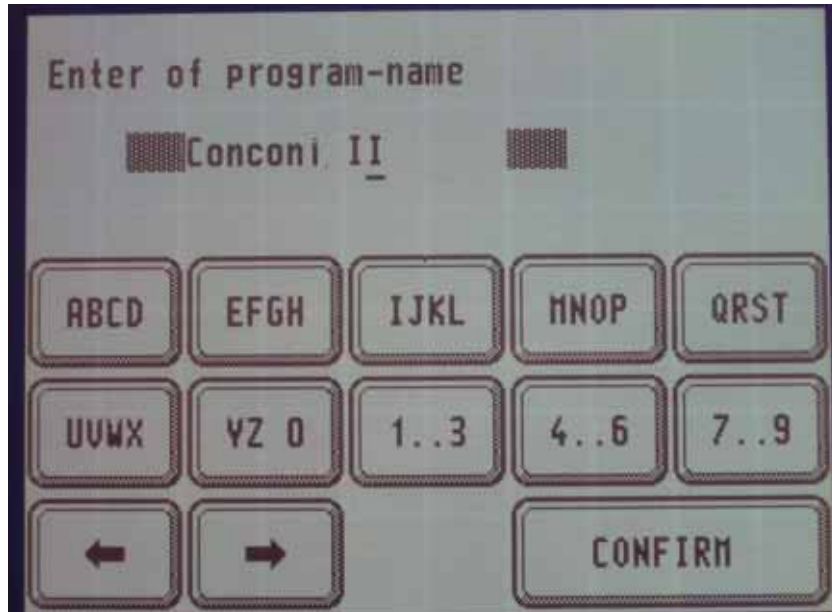 Enter of program-name
Conconi II
ABCD EFGH IJKL MNOP QRST
UVWX YZ 0 1..3 4..6 7..9
← → CONFIRM